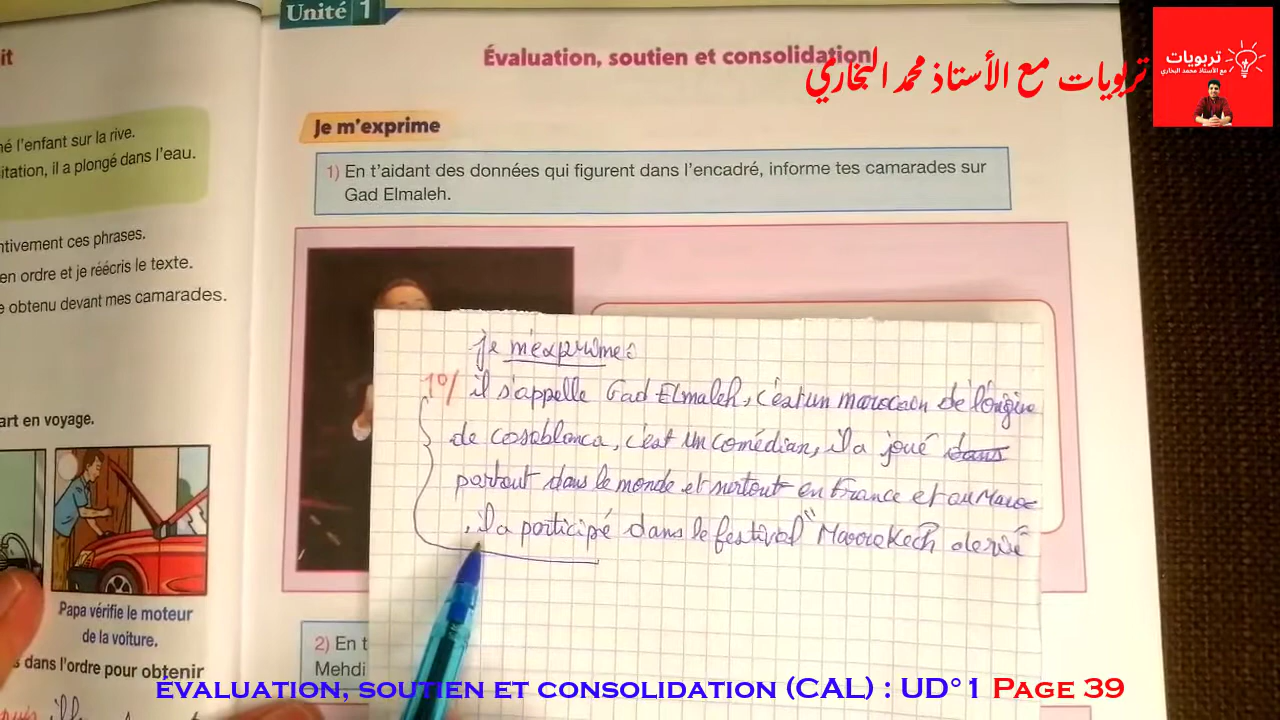 Unité 1
Évaluation, soutien et consolidation
تربويات مع الأستاذ محمد البخاري
تربويات
مع الأستاذ محمد البخاري
it
né l'enfant sur la rive.
itation, il a plongé dans l'eau.
ntivement ces phrases.
en ordre et je réécris le texte.
e obtenu devant mes camarades.
art en voyage.
Papa vérifie le moteur
de la voiture.
s dans l'ordre pour obtenir
Je m'exprime
1) En t'aidant des données qui figurent dans l'encadré, informe tes camarades sur
Gad Elmaleh.
je m'exprime:
1°/ il s'appelle Gad Elmaleh, c'est un marocain de l'origine
de casablanca, c'est un comédian, il a joué dans
partout dans le monde et surtout en France et au Maroc
, il a participé dans le festival "Marrakech
2) En t
Mehdi
ÉVALUATION, SOUTIEN ET CONSOLIDATION (CAL) : UD°1 PAGE 39